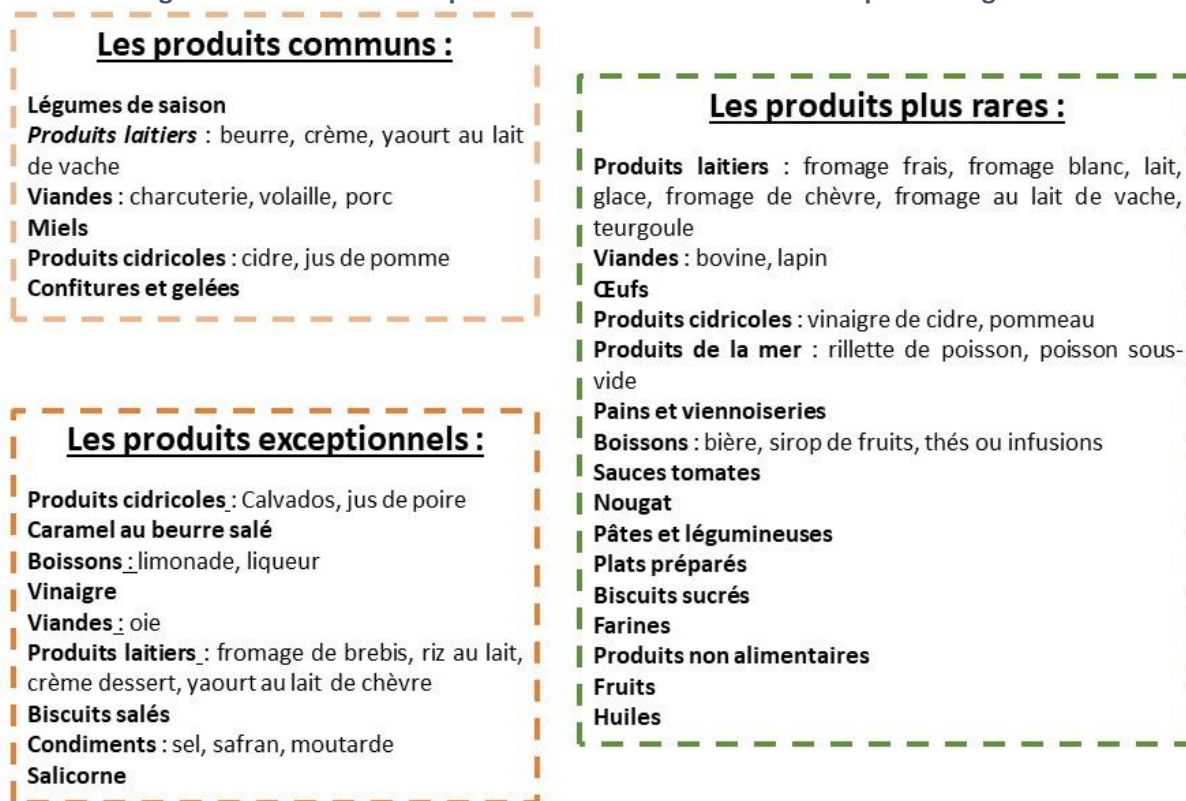 Les produits communs :
Légumes de saison
Produits laitiers : beurre, crème, yaourt au lait
de vache
Viandes : charcuterie, volaille, porc
Miels
Produits cidricoles : cidre, jus de pomme
Confitures et gelées
Les produits exceptionnels :
Produits cidricoles : Calvados, jus de poire
Caramel au beurre salé
Boissons : limonade, liqueur
Vinaigre
Viandes : oie
Produits laitiers : fromage de brebis, riz au lait,
crème dessert, yaourt au lait de chèvre
Biscuits salés
Condiments : sel, safran, moutarde
Salicorne
Les produits plus rares :
Produits laitiers : fromage frais, fromage blanc, lait,
glace, fromage de chèvre, fromage au lait de vache,
teurgoule
Viandes : bovine, lapin
Œufs
Produits cidricoles : vinaigre de cidre, pommeau
Produits de la mer : rillette de poisson, poisson sous-
vide
Pains et viennoiseries
Boissons : bière, sirop de fruits, thés ou infusions
Sauces tomates
Nougat
Pâtes et légumineuses
Plats préparés
Biscuits sucrés
Farines
Produits non alimentaires
Fruits
Huiles